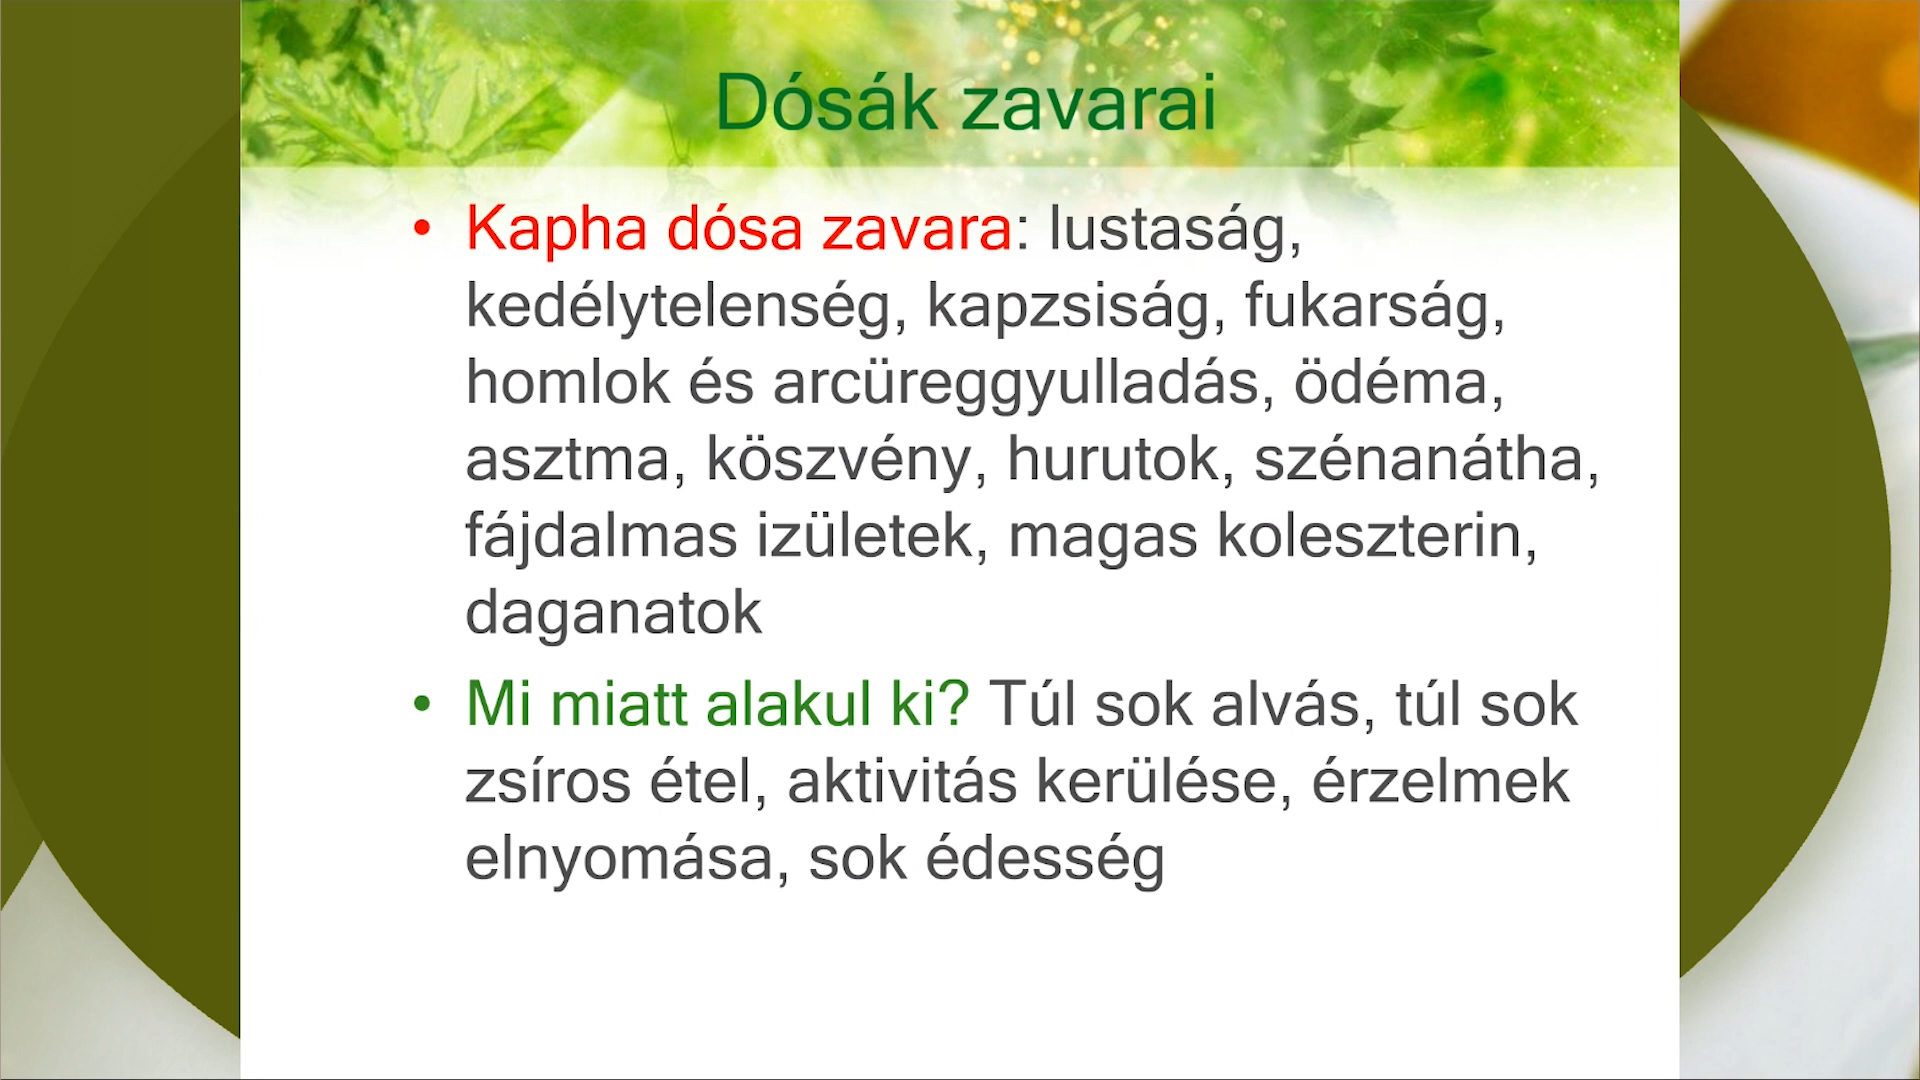 Dósák zavarai
• Kapha dósa zavara: lustaság,
kedélytelenség, kapzsiság, fukarság,
homlok és arcüreggyulladás, ödéma,
asztma, köszvény, hurutok, szénanátha,
fájdalmas izületek, magas koleszterin,
daganatok
• Mi miatt alakul ki? Túl sok alvás, túl sok
zsíros étel, aktivitás kerülése, érzelmek
elnyomása, sok édesség